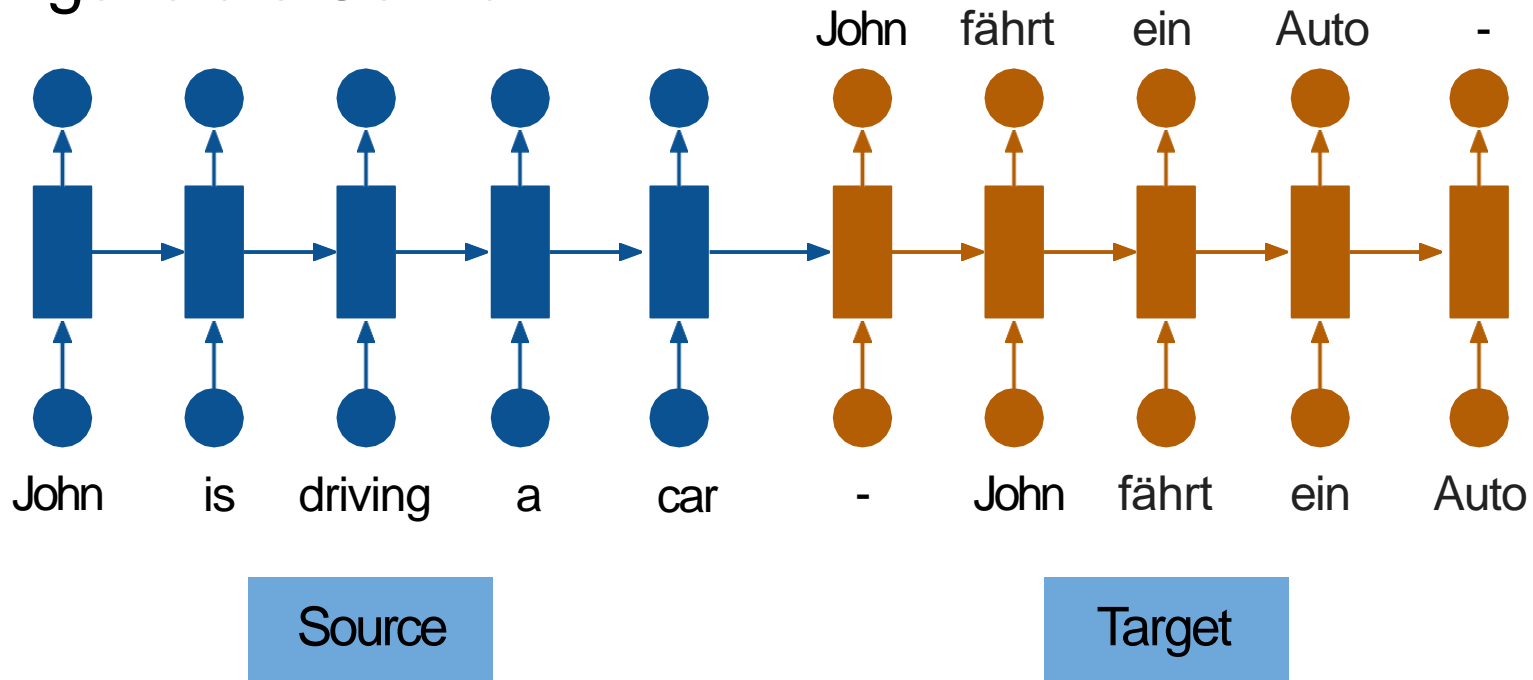 John fährt ein Auto -
John is driving a car - John fährt ein Auto
Source Target